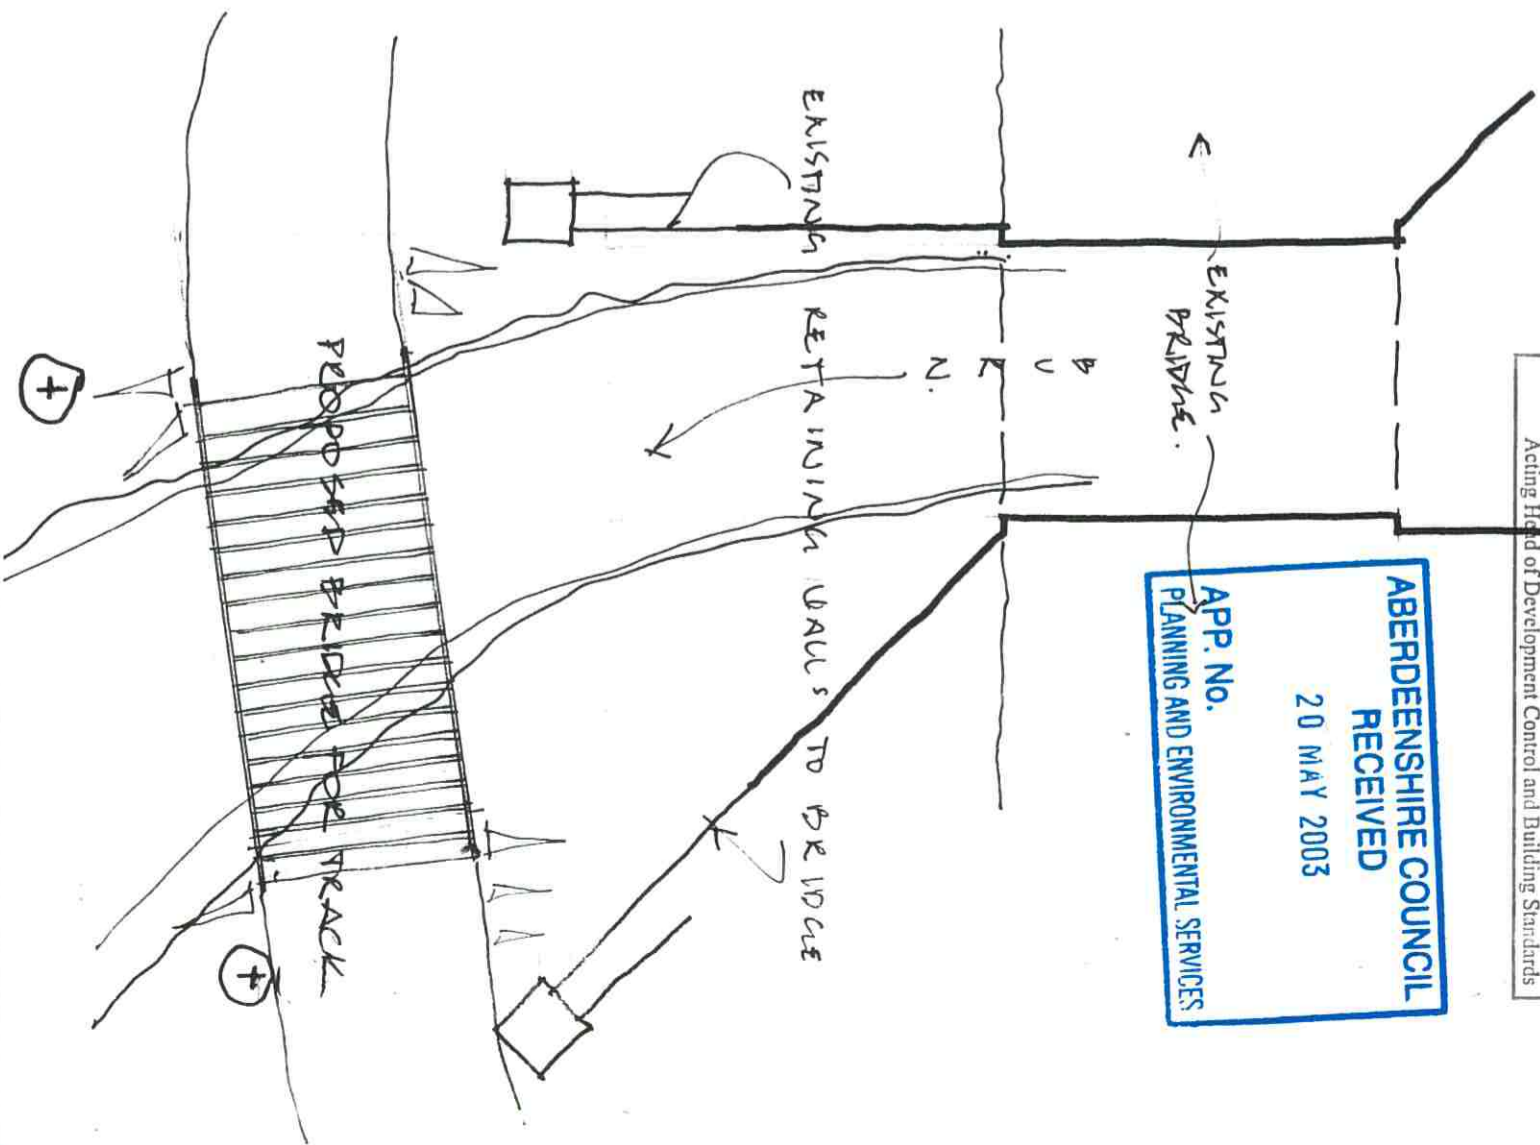 Acting Head of Development Control and Building Standards
ABERDEENSHIRE COUNCIL
RECEIVED
20 MAY 2003
APP. No.
PLANNING AND ENVIRONMENTAL SERVICES
EXISTING
BRIDGE.
BURN.
EXISTING RETAINING WALLS TO BRIDGE
PROPOSED BRIDGE FOR TRACK